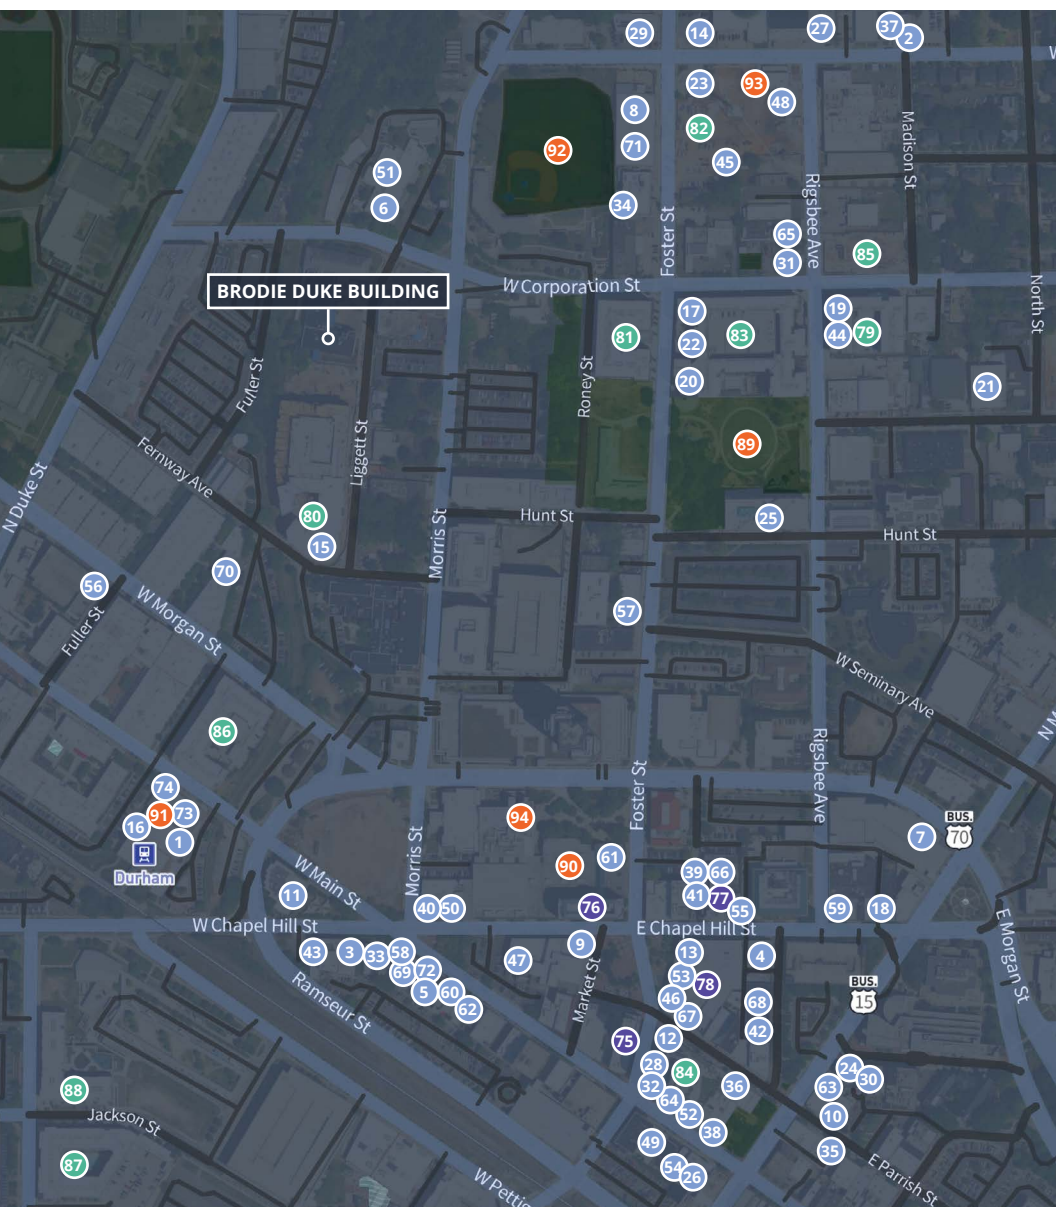 29
14
27
37
2
W
23
93
48
8
82
92
71
45
Madison St
51
6
34
Rigsbee Ave
Foster St
65
31
85
BRODIE DUKE BUILDING
W Corporation St
North St
17
19
81
22
83
44
79
20
21
Fuller St
Roney St
89
Liggett St
Fernway Ave
N Duke St
80
15
Morris St
Hunt St
25
Hunt St
70
56
W Morgan St
Fuller St
57
W Seminary Ave
86
N M
Rigsbee Ave
Foster St
74
91
73
16
1
Durham
94
90
61
BUS.
70
7
Morris St
W Main St
11
40
50
76
39
66
41
77
55
59
18
W Chapel Hill St
E Chapel Hill St
E Morgan St
43
3
33
58
69
72
5
60
62
47
9
Market St
13
53
78
46
67
4
68
42
BUS.
15
Ramseur St
75
12
28
84
32
64
52
36
38
24
30
63
10
35
49
54
26
88
Jackson St
87
W Pettig
E Parrish St